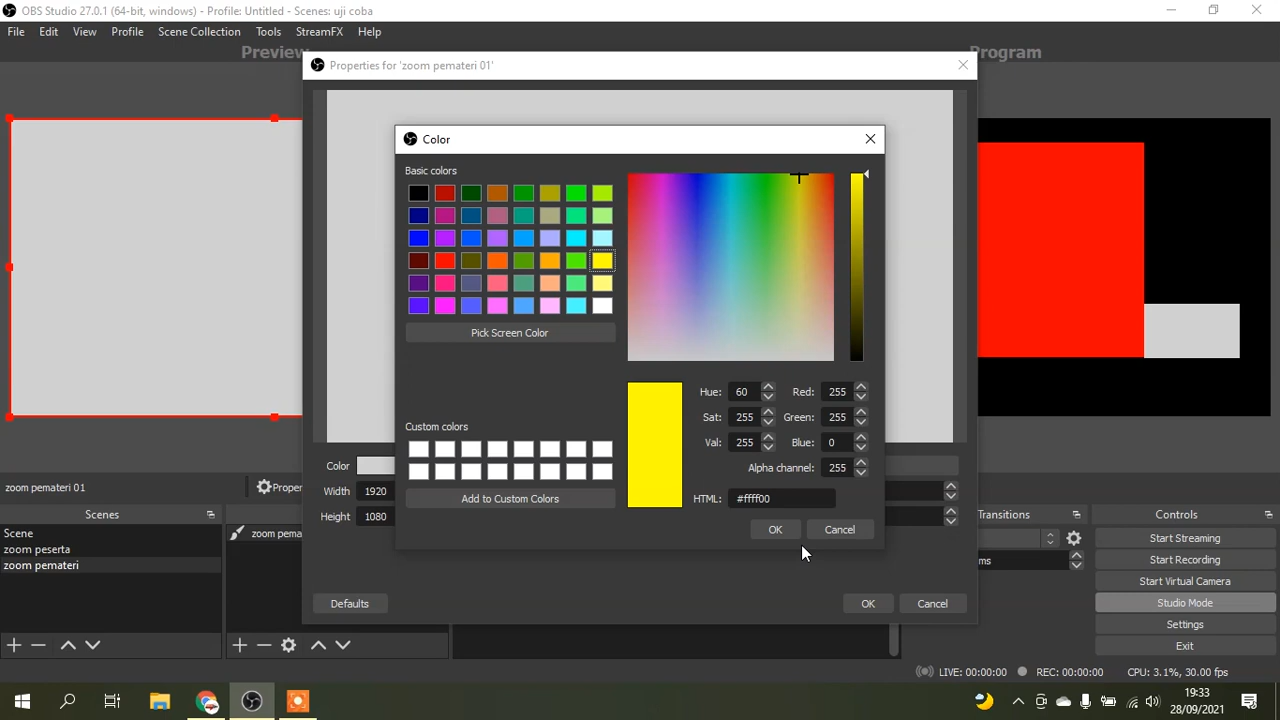 OBS Studio 27.0.1 (64-bit, windows) - Profile: Untitled - Scenes: uji coba
File Edit View Profile Scene Collection Tools StreamFX Help
Preview
Program
Properties for 'zoom pemateri 01'
Color
Basic colors
Pick Screen Color
Custom colors
Add to Custom Colors
Hue: 60 Red: 255
Sat: 255 Green: 255
Val: 255 Blue: 0
Alpha channel: 255
HTML: #ffff00
OK Cancel
Color
Width 1920
Height 1080
Defaults OK Cancel
zoom pemateri 01
Scenes
Scene
zoom peserta
zoom pemateri
Transitions
Controls
Start Streaming
Start Recording
Start Virtual Camera
Studio Mode
Settings
Exit
LIVE: 00:00:00 REC: 00:00:00 CPU: 3.1%, 30.00 fps
19:33
28/09/2021